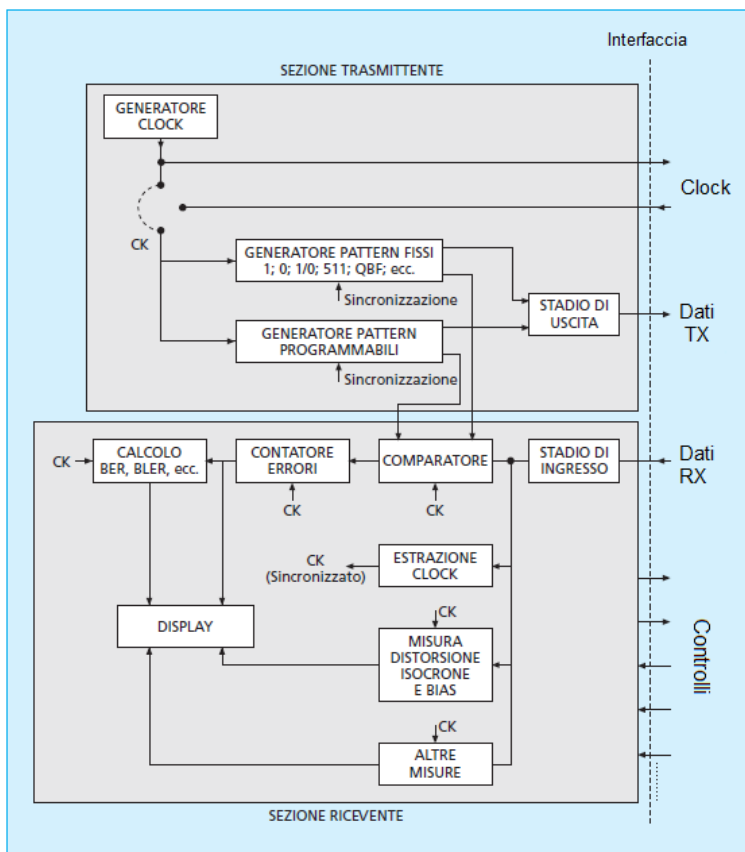 Interfaccia
SEZIONE TRASMITTENTE
GENERATORE
CLOCK
Clock
CK
GENERATORE PATTERN FISSI
1; 0; 1/0; 511; QBF; ecc.
Sincronizzazione
STADIO DI
USCITA
Dati
TX
GENERATORE PATTERN
PROGRAMMABILI
Sincronizzazione
CK
CALCOLO
BER, BLER, ecc.
CONTATORE
ERRORI
COMPARATORE
STADIO DI
INGRESSO
Dati
RX
CK
CK
CK
(Sincronizzato)
ESTRAZIONE
CLOCK
DISPLAY
CK
MISURA
DISTORSIONE
ISOCRONE
E BIAS
Controlli
CK
ALTRE
MISURE
SEZIONE RICEVENTE